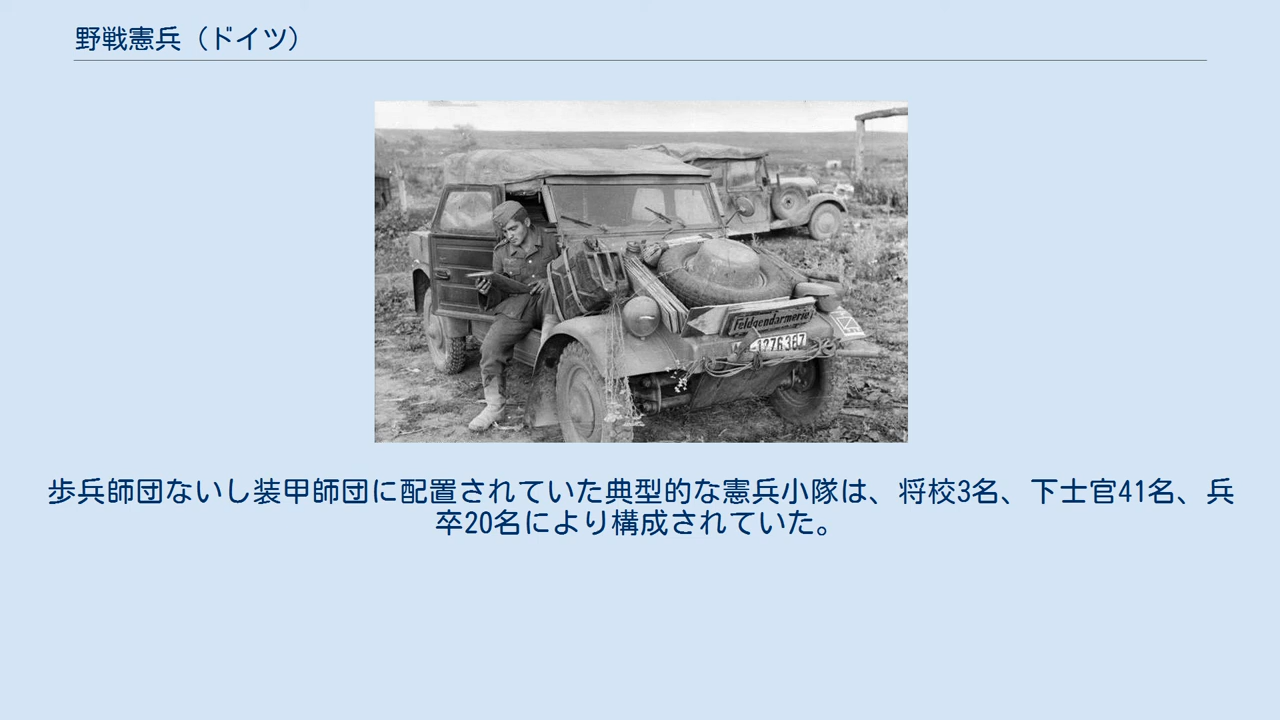 野戦憲兵（ドイツ）
Feldgendarmerie
歩兵師団ないし装甲師団に配置されていた典型的な憲兵小隊は、将校3名、下士官41名、兵
卒20名により構成されていた。